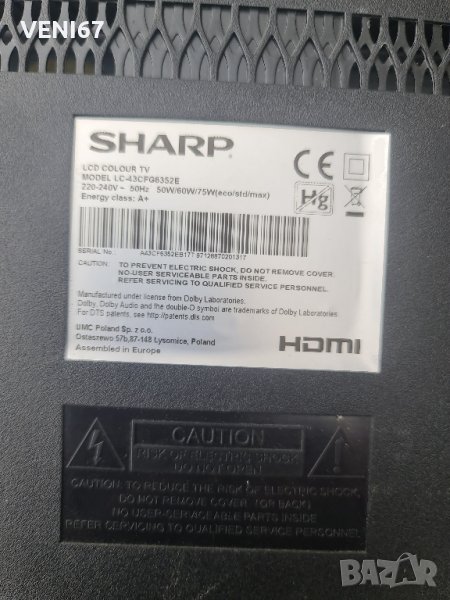 VENI67
SHARP
LCD COLOUR TV
MODEL LC-43CFG6352E
220-240V ~ 50Hz 50W/60W/75W(eco/std/max)
Energy class: A+
CE
Hg
SERIAL No.
AA3CF6352EB177 97126870201317
CAUTION: TO PREVENT ELECTRIC SHOCK, DO NOT REMOVE COVER
NO-USER SERVICEABLE PARTS INSIDE
REFER SERVICING TO QUALIFIED SERVICE PERSONNEL.
Manufactured under license from Dolby Laboratories.
Dolby, Dolby Audio and the double-D symbol are trademarks of Dolby Laboratories.
For DTS patents, see http://patents.dts.com
UMC Poland Sp. z o.o.
Ostaszewo 57b,87-148 Lysomice, Poland
Assembled in Europe
HDMI
CAUTION
RISK OF ELECTRIC SHOCK
DO NOT OPEN
CAUTION: TO REDUCE THE RISK OF ELECTRIC SHOCK,
DO NOT REMOVE COVER (OR BACK)
NO USER-SERVICEABLE PARTS INSIDE
REFER SERVICING TO QUALIFIED SERVICE PERSONNEL
BAZAR